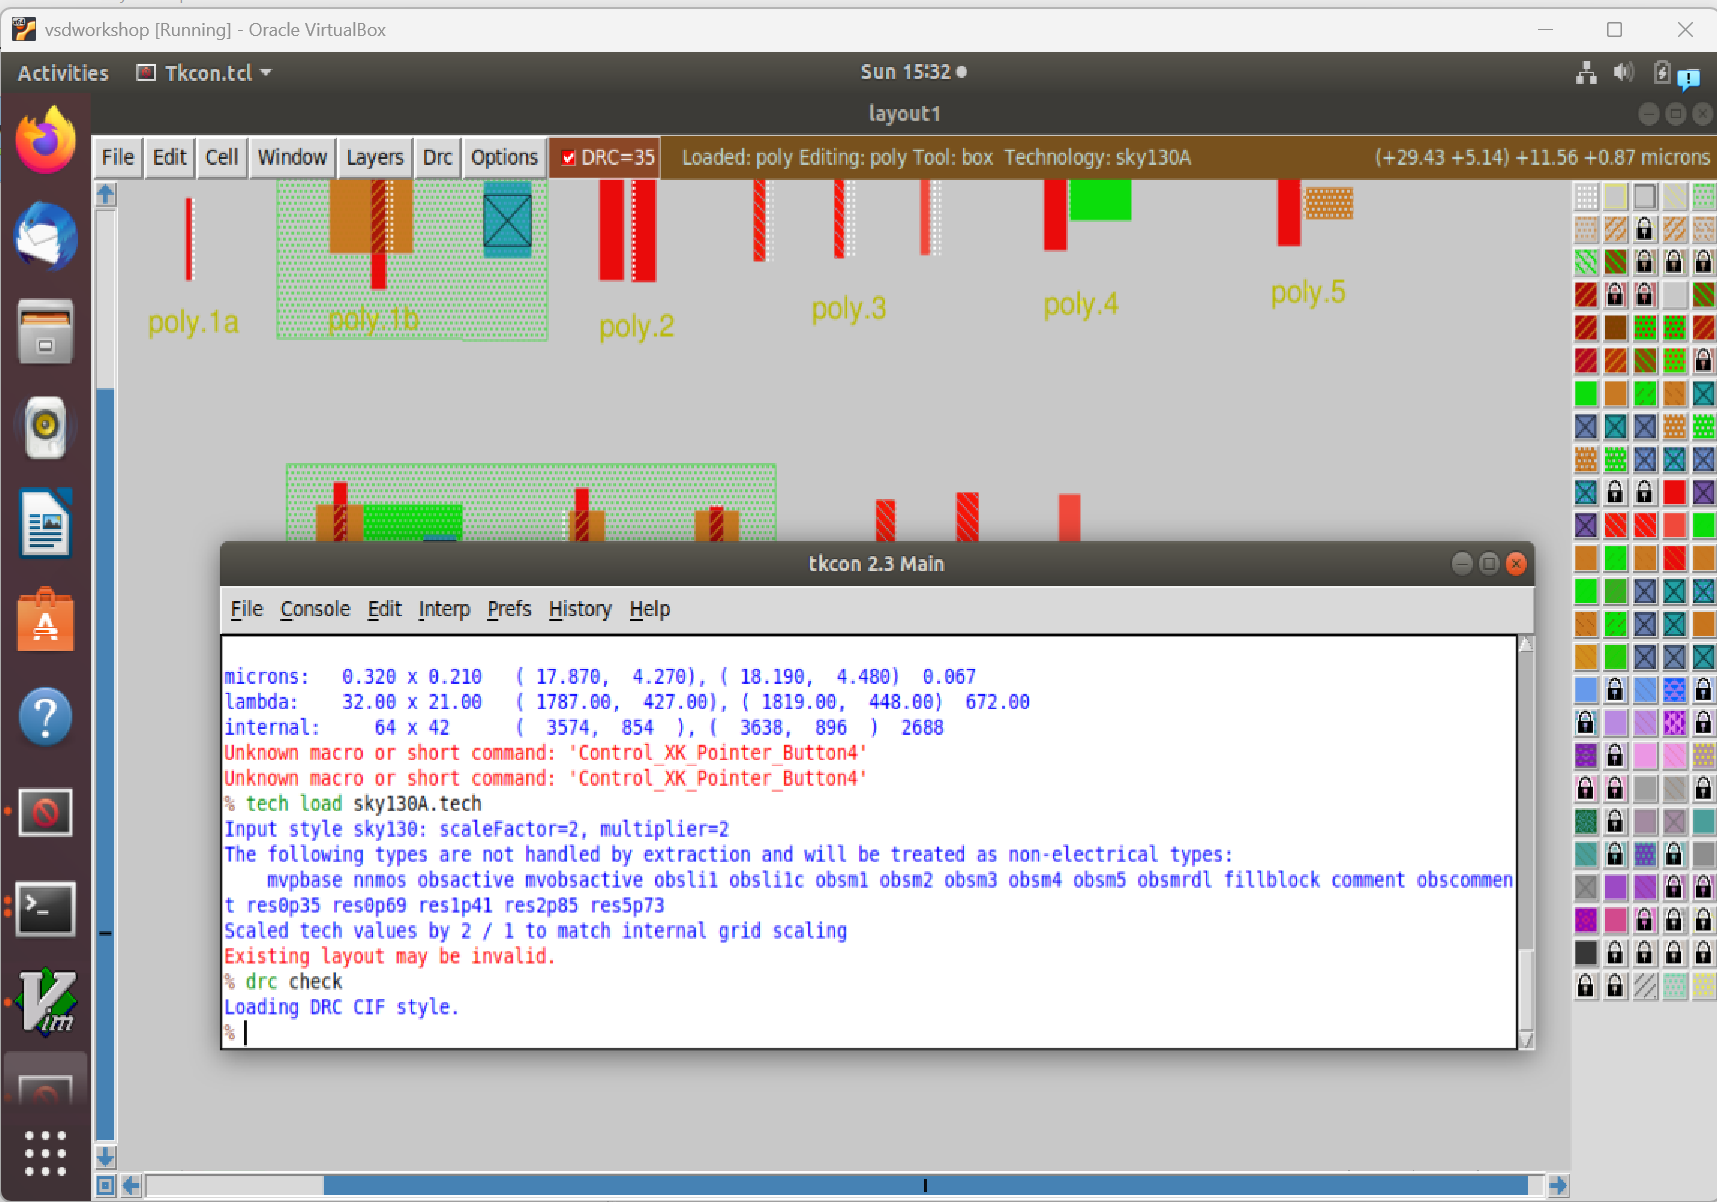 vsdworkshop [Running] - Oracle VirtualBox
Activities Tkcon.tcl Sun 15:32
layout1
File Edit Cell Window Layers Drc Options DRC=35 Loaded: poly Editing: poly Tool: box Technology: sky130A (+29.43 +5.14) +11.56 +0.87 microns
poly.1a
poly.1b
poly.2
poly.3
poly.4
poly.5
tkcon 2.3 Main
File Console Edit Interp Prefs History Help
microns: 0.320 x 0.210 ( 17.870, 4.270), ( 18.190, 4.480) 0.067
lambda: 32.00 x 21.00 ( 1787.00, 427.00), ( 1819.00, 448.00) 672.00
internal: 64 x 42 ( 3574, 854 ), ( 3638, 896 ) 2688
Unknown macro or short command: 'Control_XK_Pointer_Button4'
Unknown macro or short command: 'Control_XK_Pointer_Button4'
% tech load sky130A.tech
Input style sky130: scaleFactor=2, multiplier=2
The following types are not handled by extraction and will be treated as non-electrical types:
mvpbase nnmos obsactive mvobsactive obsli1 obsli1c obsm1 obsm2 obsm3 obsm4 obsm5 obsmrdl fillblock comment obscommen
t res0p35 res0p69 res1p41 res2p85 res5p73
Scaled tech values by 2 / 1 to match internal grid scaling
Existing layout may be invalid.
% drc check
Loading DRC CIF style.
%